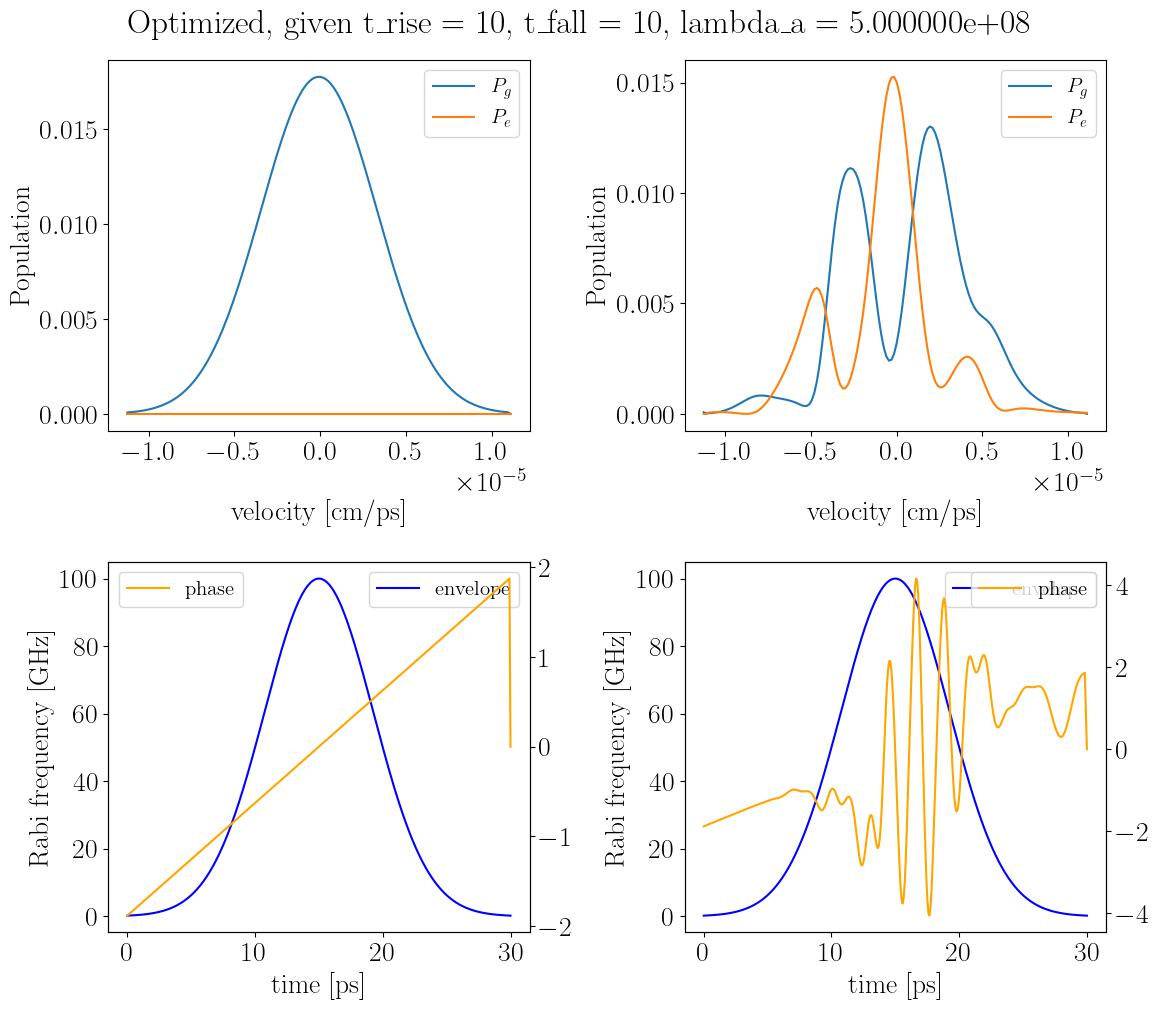 Optimized, given t_rise = 10, t_fall = 10, lambda_a = 5.000000e+08
Population
0.015
0.010
0.005
0.000
P_g
P_e
−1.0 −0.5 0.0 0.5 1.0
×10^−5
velocity [cm/ps]
Population
0.015
0.010
0.005
0.000
P_g
P_e
−1.0 −0.5 0.0 0.5 1.0
×10^−5
velocity [cm/ps]
Rabi frequency [GHz]
100
80
60
40
20
0
phase
envelope
2
1
0
−1
−2
0 10 20 30
time [ps]
Rabi frequency [GHz]
100
80
60
40
20
0
phase
4
2
0
−2
−4
0 10 20 30
time [ps]